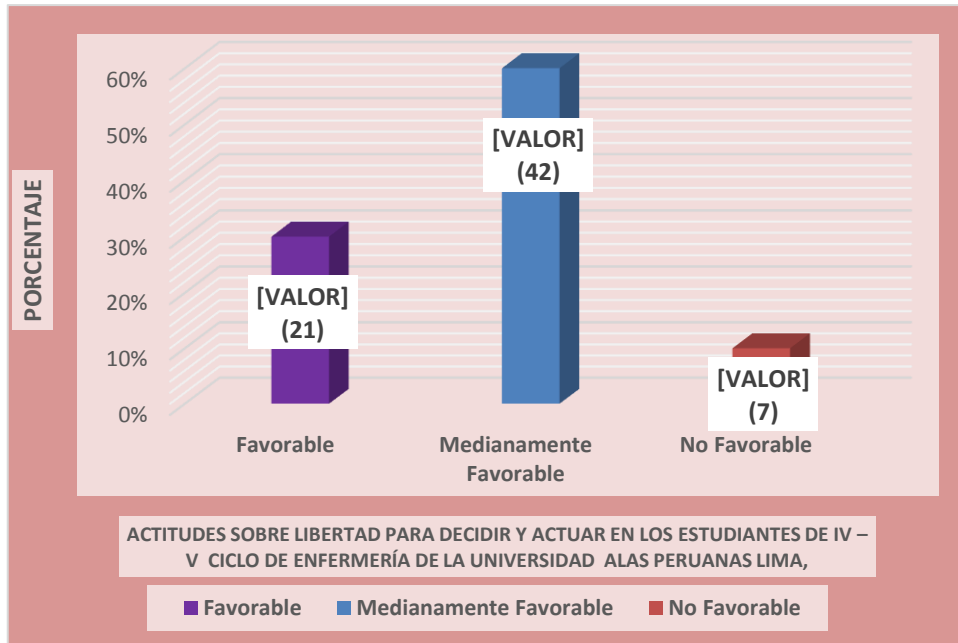 PORCENTAJE
60%
50%
40%
30%
20%
10%
0%
[VALOR]
(21)
[VALOR]
(42)
[VALOR]
(7)
Favorable
Medianamente
Favorable
No Favorable
ACTITUDES SOBRE LIBERTAD PARA DECIDIR Y ACTUAR EN LOS ESTUDIANTES DE IV –
V CICLO DE ENFERMERÍA DE LA UNIVERSIDAD ALAS PERUANAS LIMA,
Favorable Medianamente Favorable No Favorable